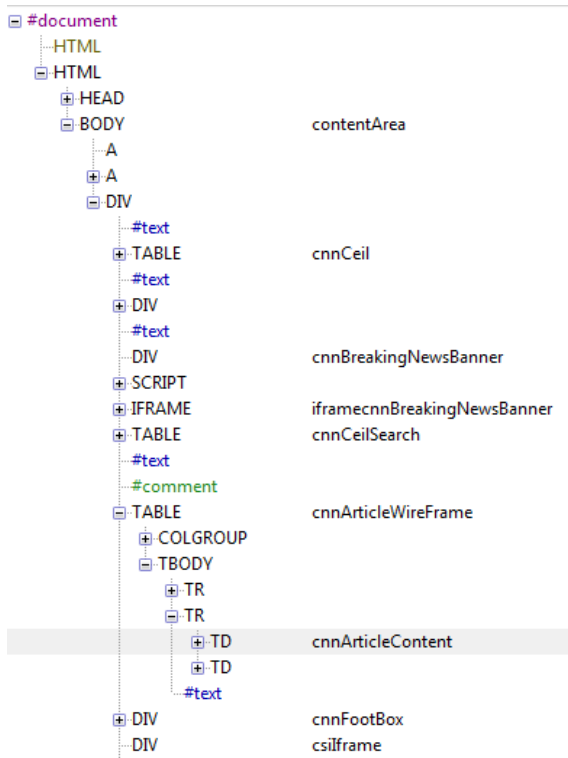 #document
HTML
HTML
HEAD
BODY contentArea
A
A
DIV
#text
TABLE cnnCeil
#text
DIV
#text
DIV cnnBreakingNewsBanner
SCRIPT
IFRAME iframecnnBreakingNewsBanner
TABLE cnnCeilSearch
#text
#comment
TABLE cnnArticleWireFrame
COLGROUP
TBODY
TR
TR
TD cnnArticleContent
TD
#text
DIV cnnFootBox
DIV csiIframe